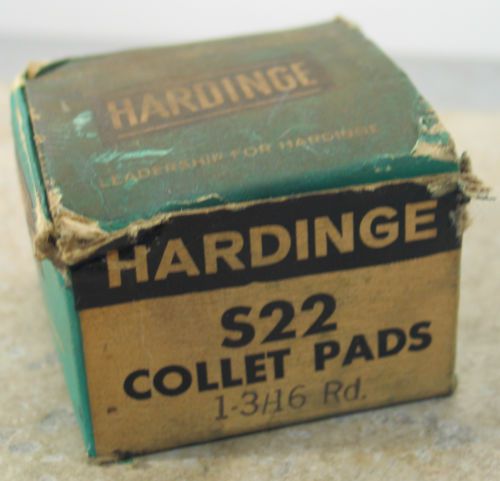 HARDINGE
LEADERSHIP FOR HARDINGE
HARDINGE
S22
COLLET PADS
1-3/16 Rd.